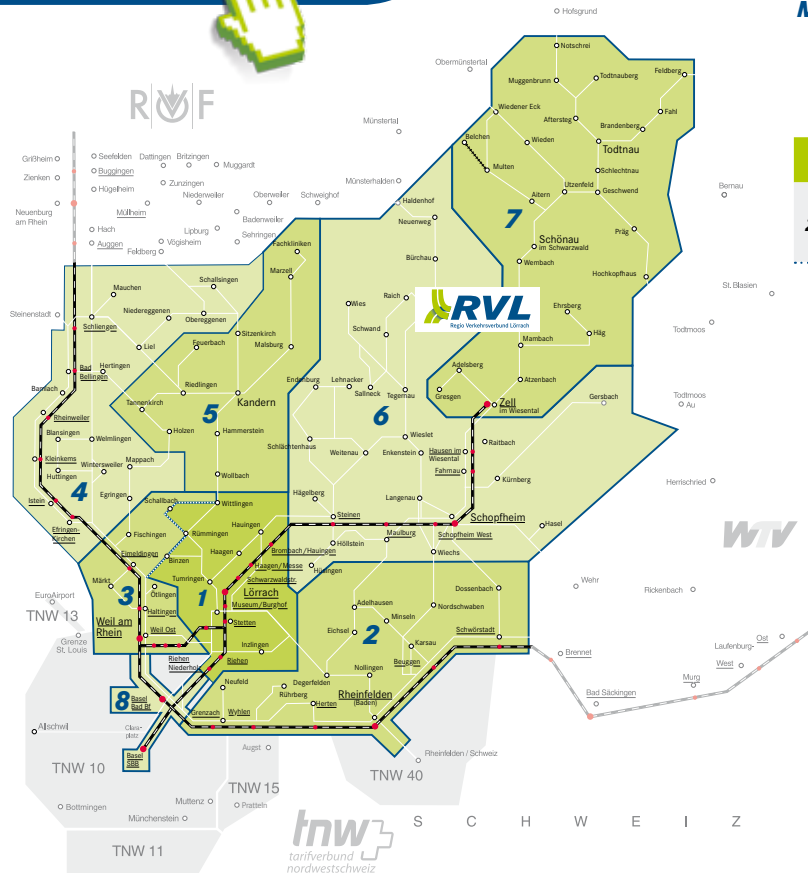 Hofsgrund
Notschrei
Obermünstertal
Muggenbrunn
Todtnauberg
Feldberg
RVF
Wiedener Eck
Fahl
Aftersteg
Brandenberg
Münstertal
Belchen
Wieden
Todtnau
Grißheim
Seefelden
Dattingen
Britzingen
Muggardt
Buggingen
Multen
Schlechtnau
Zienken
Zunzingen
Münsterhalden
Utzenfeld
Geschwend
Bernau
Hügelheim
Niederweiler
Oberweiler
Schweighof
Haldenhof
Aitern
Neuenburg
am Rhein
Müllheim
Badenweiler
Neuenweg
7
Präg
Hach
Lipburg
Sehringen
Schönau
im Schwarzwald
Auggen
Vögisheim
Fachkliniken
Feldberg
Bürchau
Wembach
Marzell
Hochkopfhaus
Mauchen
Schallsingen
Wies
Raich
RVL
Regio Verkehrsverbund Lörrach
St. Blasien
Steinenstadt
Niedereggenen
Obereggenen
Ehrsberg
Schliengen
Sitzenkirch
Schwand
Häg
Todtmoos
Liel
Feuerbach
Malsburg
Mambach
Bad
Bellingen
Hertingen
Endenburg
Lehnacker
Adelsberg
Atzenbach
Bamlach
Riedlingen
Kandern
Sallneck
Tegernau
Gresgen
Zell
im Wiesental
Gersbach
Todtmoos
Au
Tannenkirch
5
6
Rheinweiler
Blansingen
Welmlingen
Holzen
Hammerstein
Schlächtenhaus
Wieslet
Raitbach
Kleinkems
Weitenau
Enkenstein
Hausen im
Wiesental
Mappach
Wintersweiler
Fahrnau
Huttingen
Wollbach
Kürnberg
Herrischried
4
Egringen
Hägelberg
Langenau
Istein
Schallbach
Wittlingen
Steinen
Schopfheim
Efringen-
Kirchen
Hauingen
Hasel
WTV
Fischingen
Rümmingen
Maulburg
Schopfheim West
Höllstein
Eimeldingen
Binzen
Haagen
Brombach/Hauingen
Wiechs
Haagen/Messe
Hüsingen
Märkt
Tumringen
Schwarzwaldstr.
Dossenbach
Wehr
Rickenbach
EuroAirport
3
Ötlingen
1
Lörrach
TNW 13
Haltingen
Museum/Burghof
Adelhausen
Nordschwaben
Minseln
Weil am
Rhein
Stetten
2
Schwörstadt
Grenze
St. Louis
Weil Ost
Eichsel
Karsau
Laufenburg-
Ost
Inzlingen
Beuggen
Brennet
Riehen
Niederholz
Riehen
Nollingen
West
Degerfelden
Murg
Neufeld
Rheinfelden
(Baden)
Bad Säckingen
8
Basel
Bad Bf
Rührberg
Herten
Grenzach
Wyhlen
Allschwil
Clara-
platz
Augst
Rheinfelden / Schweiz
Basel
SBB
TNW 10
TNW 40
TNW 15
Muttenz
Bottmingen
Pratteln
Münchenstein
tnw
S C H W E I Z
TNW 11
tarifverbund
nordwestschweiz